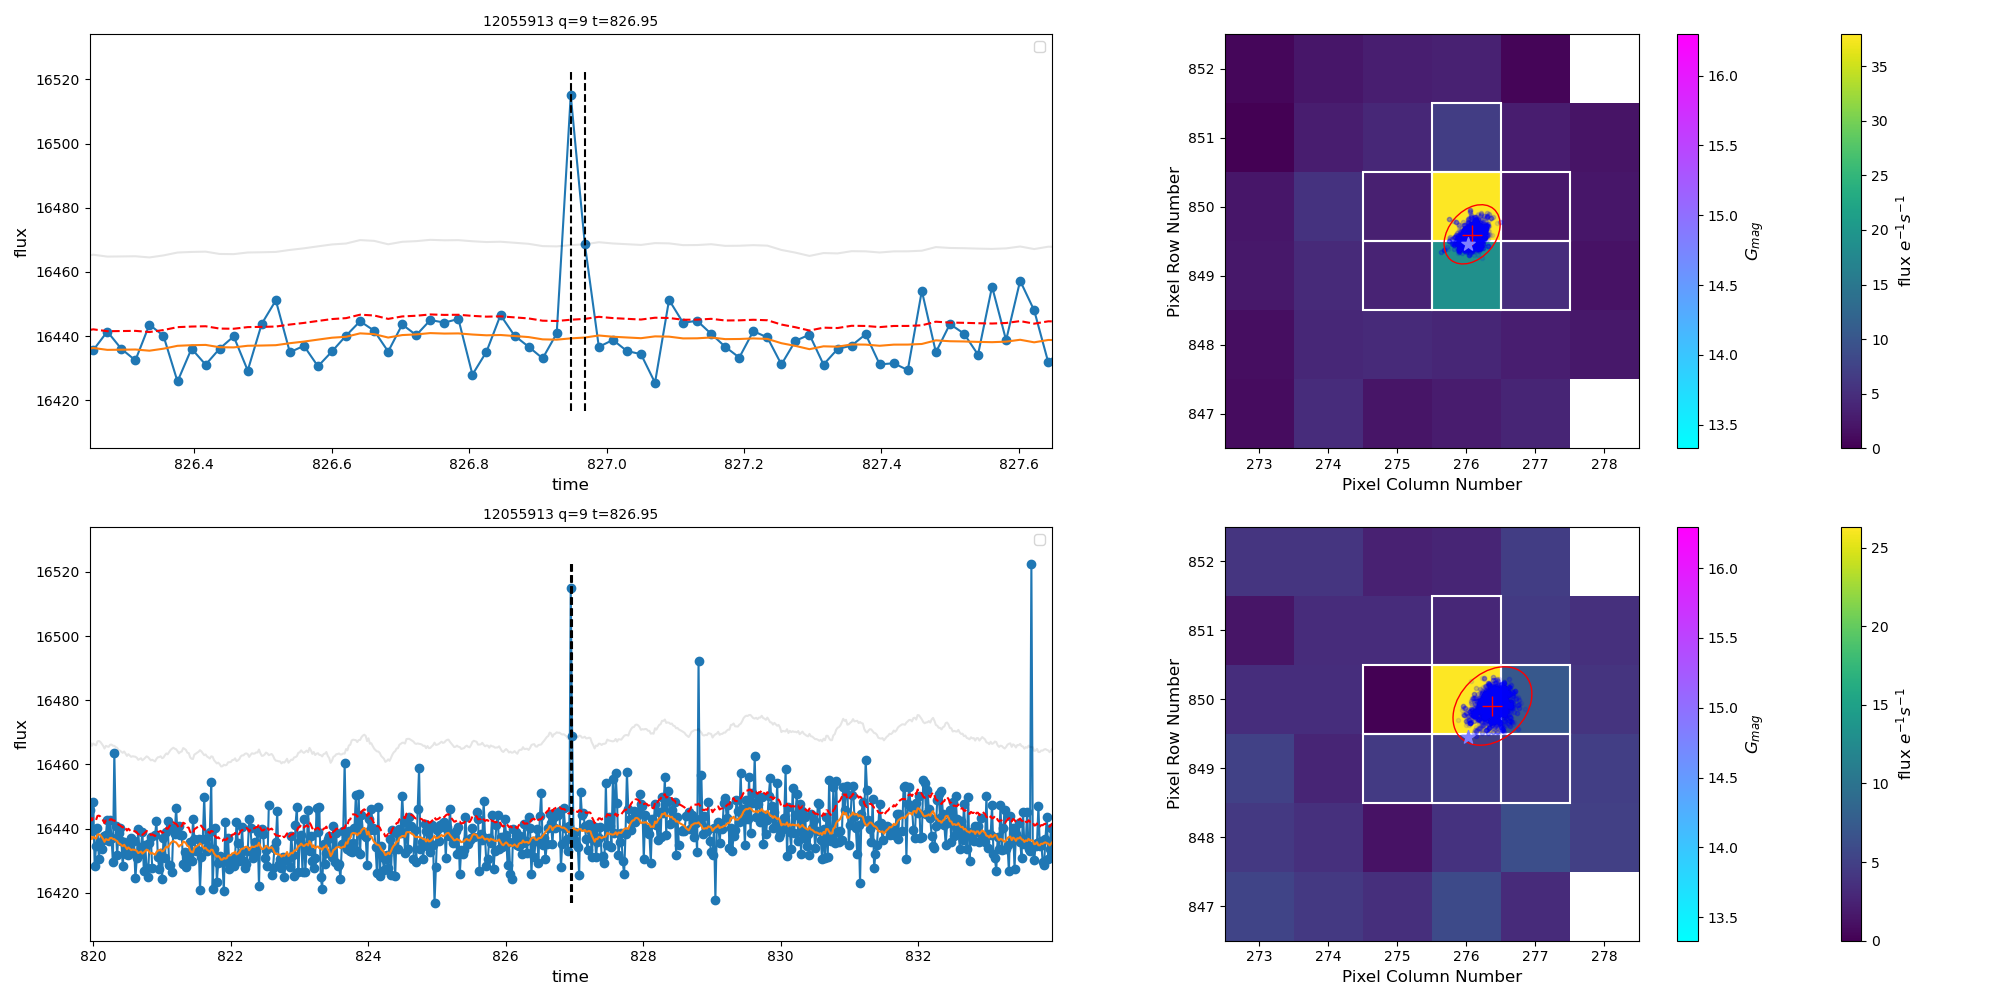 12055913 q=9 t=826.95
flux
16520
16500
16480
16460
16440
16420
826.4 826.6 826.8 827.0 827.2 827.4 827.6
time
Pixel Row Number
852
851
850
849
848
847
273 274 275 276 277 278
Pixel Column Number
16.0
15.5
15.0
14.5
14.0
13.5
G_mag
35
30
25
20
15
10
5
0
flux e⁻¹s⁻¹
12055913 q=9 t=826.95
flux
16520
16500
16480
16460
16440
16420
820 822 824 826 828 830 832
time
Pixel Row Number
852
851
850
849
848
847
273 274 275 276 277 278
Pixel Column Number
16.0
15.5
15.0
14.5
14.0
13.5
G_mag
25
20
15
10
5
0
flux e⁻¹s⁻¹